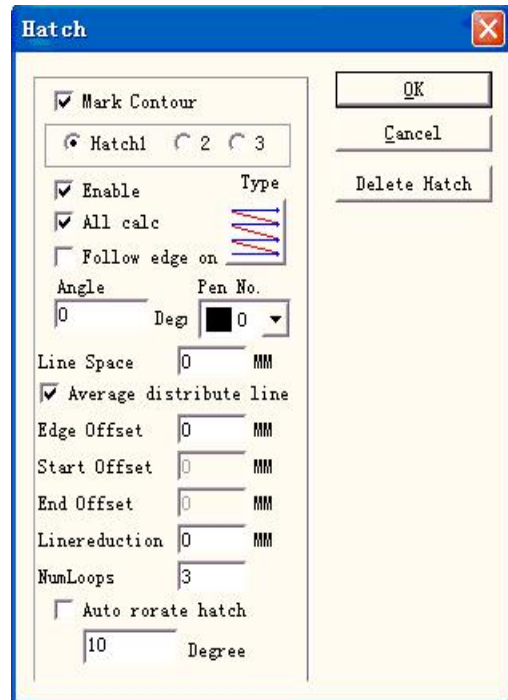 Hatch
Mark Contour
OK
Hatch1 2 3
Cancel
Enable
Type
Delete Hatch
All calc
Follow edge on
Angle Pen No.
0 Deg 0
Line Space 0 MM
Average distribute line
Edge Offset 0 MM
Start Offset 0 MM
End Offset 0 MM
Linereduction 0 MM
NumLoops 3
Auto rorate hatch
10 Degree